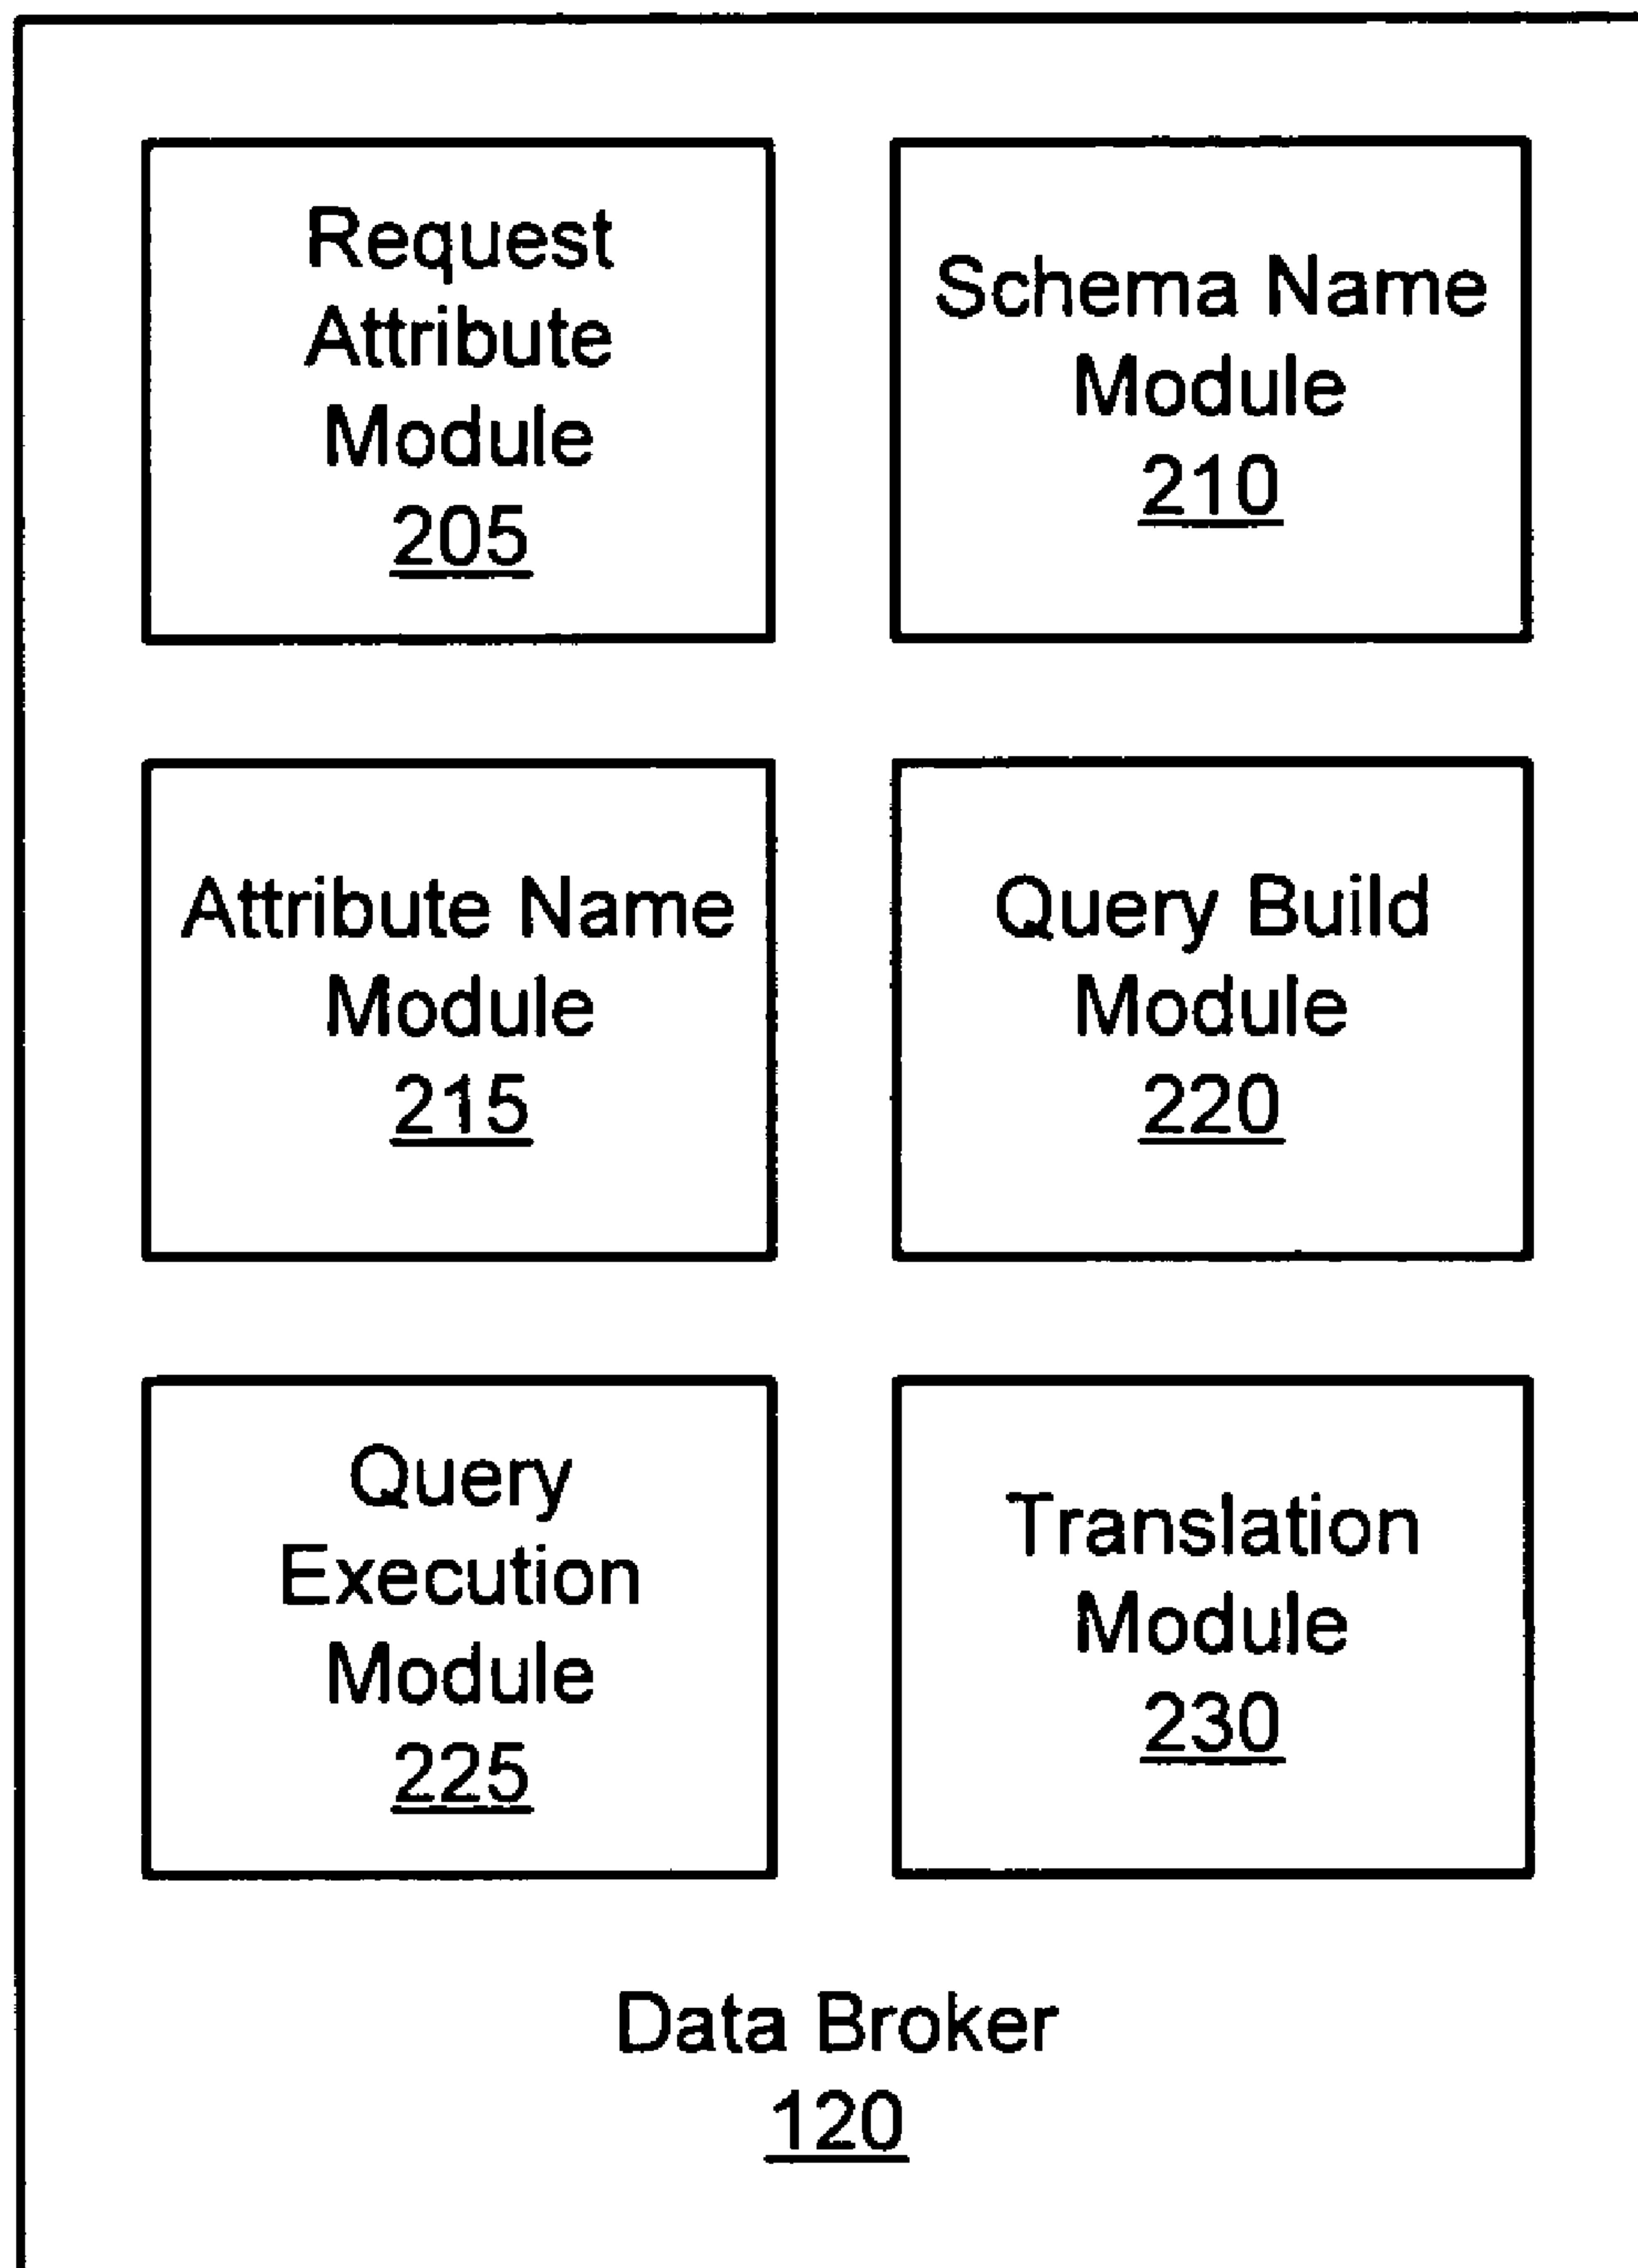 Request
Attribute
Module
205
Schema Name
Module
210
Attribute Name
Module
215
Query Build
Module
220
Query
Execution
Module
225
Translation
Module
230
Data Broker
120